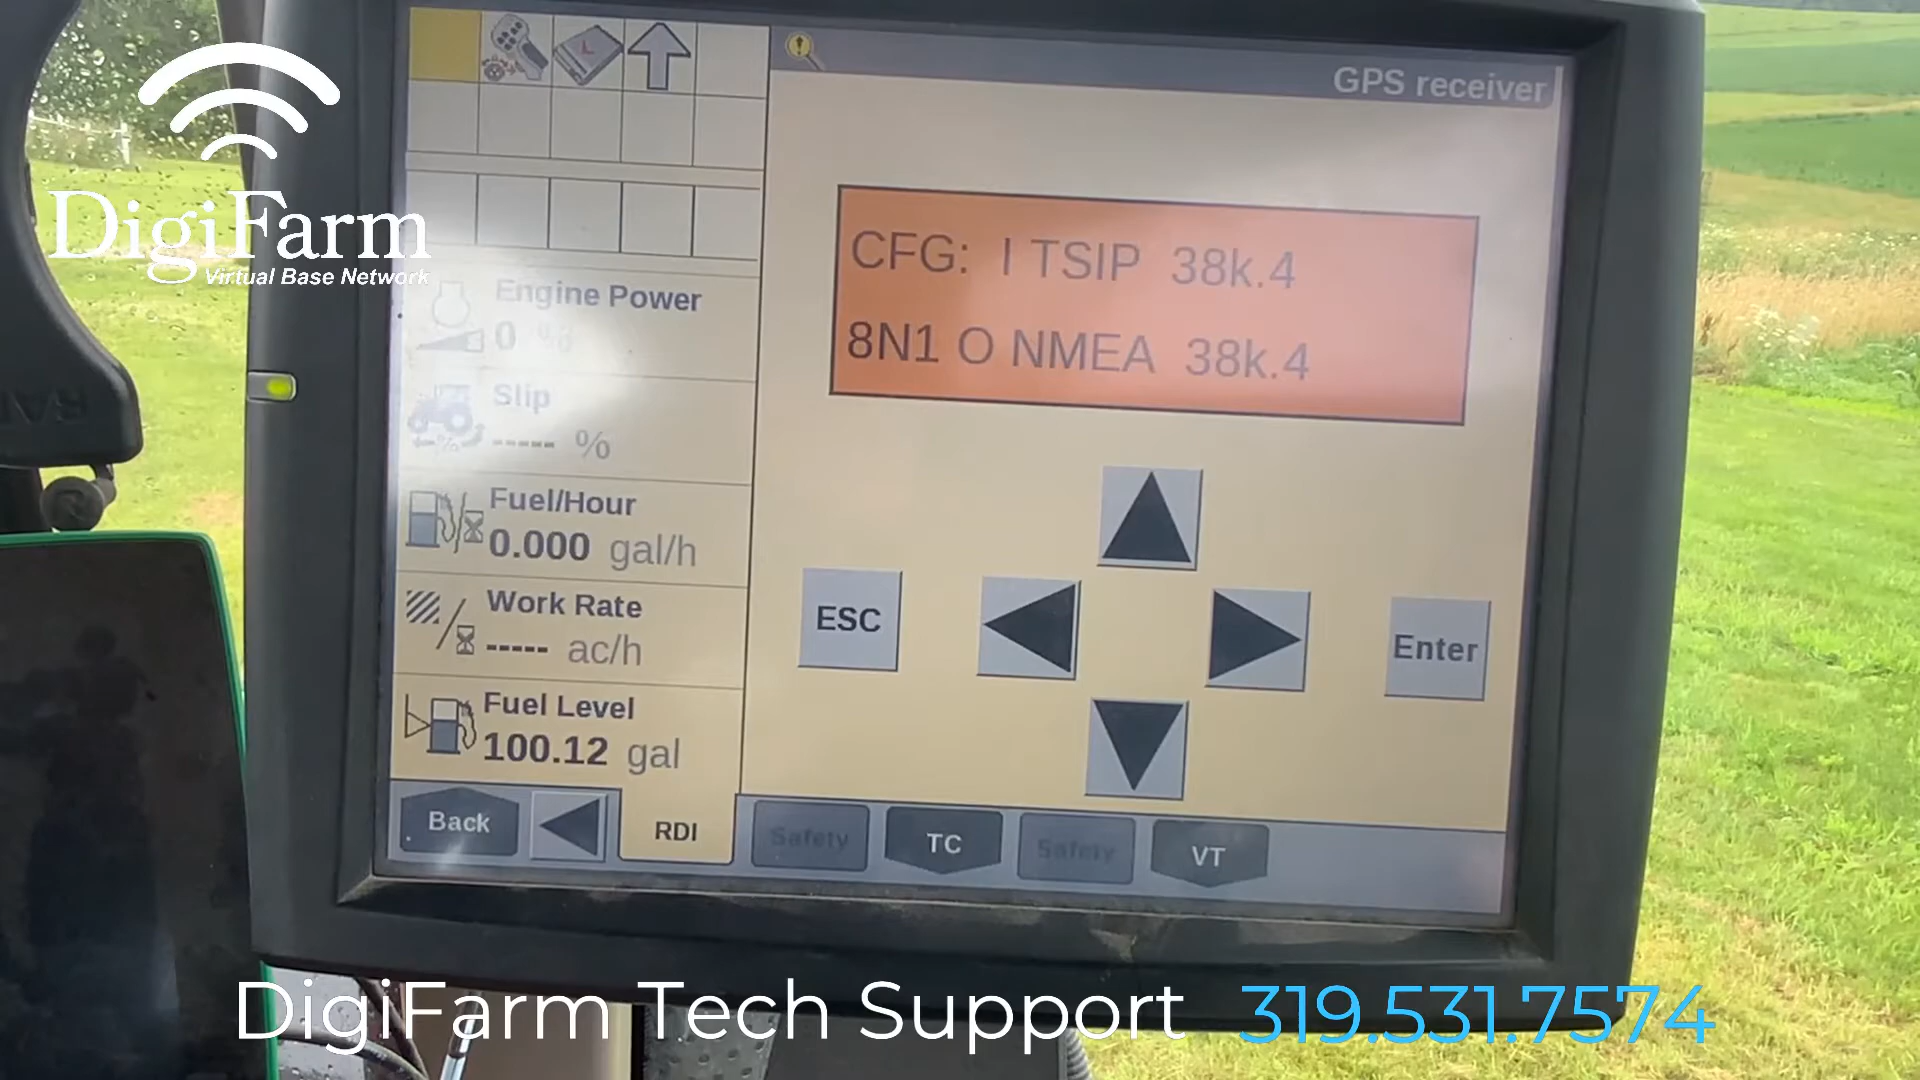 DigiFarm
Virtual Base Network
GPS receiver
CFG: I TSIP 38k.4
8N1 O NMEA 38k.4
Engine Power
0 %
Slip
----- %
Fuel/Hour
0.000 gal/h
Work Rate
----- ac/h
Fuel Level
100.12 gal
ESC
Enter
Back
RDI
Safety
TC
Safety
VT
DigiFarm Tech Support 319.531.7574